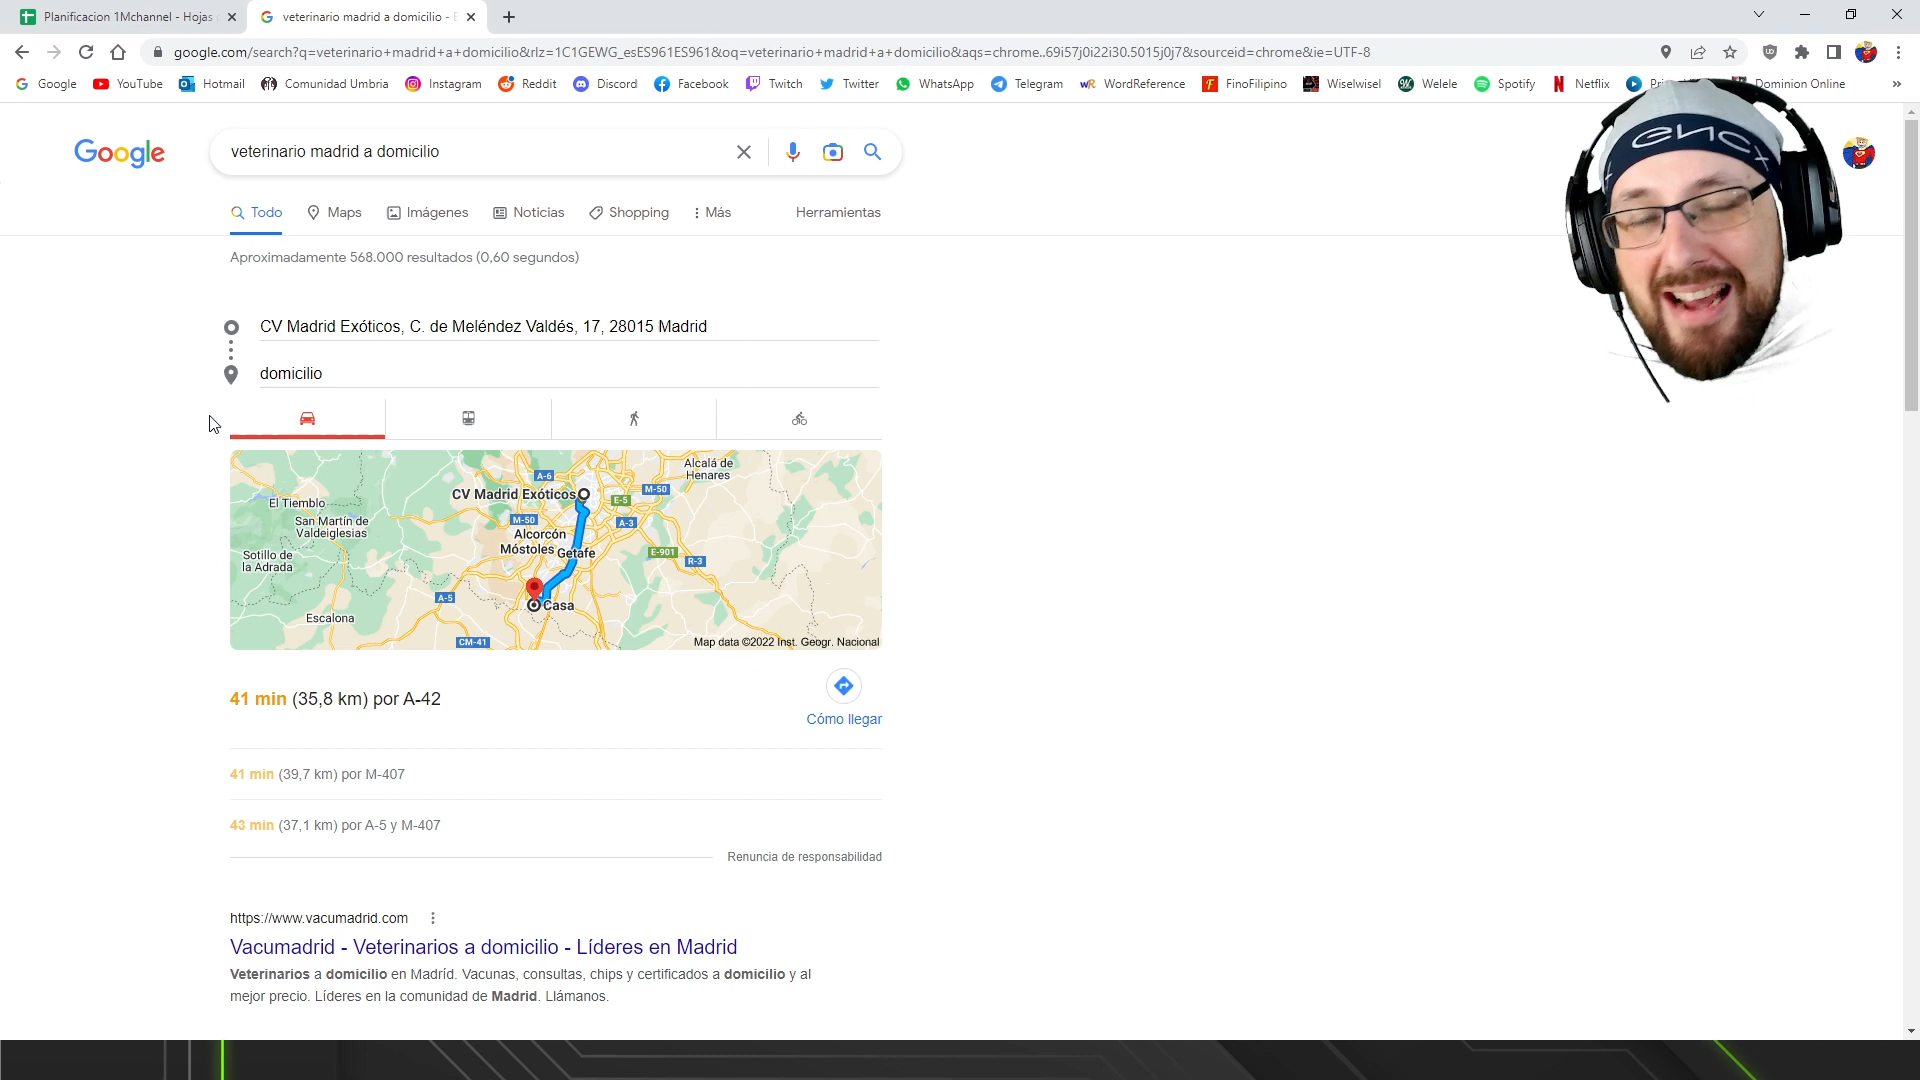 Planificacion 1Mchannel - Hojas
veterinario madrid a domicilio -
google.com/search?q=veterinario+madrid+a+domicilio&rlz=1C1GEWG_esES961ES961&oq=veterinario+madrid+a+domicilio&aqs=chrome..69i57j0i22i30.5015j0j7&sourceid=chrome&ie=UTF-8
Google YouTube Hotmail Comunidad Umbria Instagram Reddit Discord Facebook Twitch Twitter WhatsApp Telegram WordReference FinoFilipino Wiselwisel Welele Spotify Netflix Dominion Online
Google
veterinario madrid a domicilio
Todo Maps Imágenes Noticias Shopping Más Herramientas
Aproximadamente 568.000 resultados (0,60 segundos)
CV Madrid Exóticos, C. de Meléndez Valdés, 17, 28015 Madrid
domicilio
Alcalá de
Henares
A-6
M-50
CV Madrid Exóticos
E-5
El Tiemblo
San Martín de
Valdeiglesias
M-50
A-3
Alcorcón
Móstoles
Getafe
E-901
R-3
Sotillo de
la Adrada
A-5
Casa
Escalona
CM-41
Map data ©2022 Inst. Geogr. Nacional
41 min (35,8 km) por A-42
Cómo llegar
41 min (39,7 km) por M-407
43 min (37,1 km) por A-5 y M-407
Renuncia de responsabilidad
https://www.vacumadrid.com
Vacumadrid - Veterinarios a domicilio - Líderes en Madrid
Veterinarios a domicilio en Madríd. Vacunas, consultas, chips y certificados a domicilio y al
mejor precio. Líderes en la comunidad de Madrid. Llámanos.